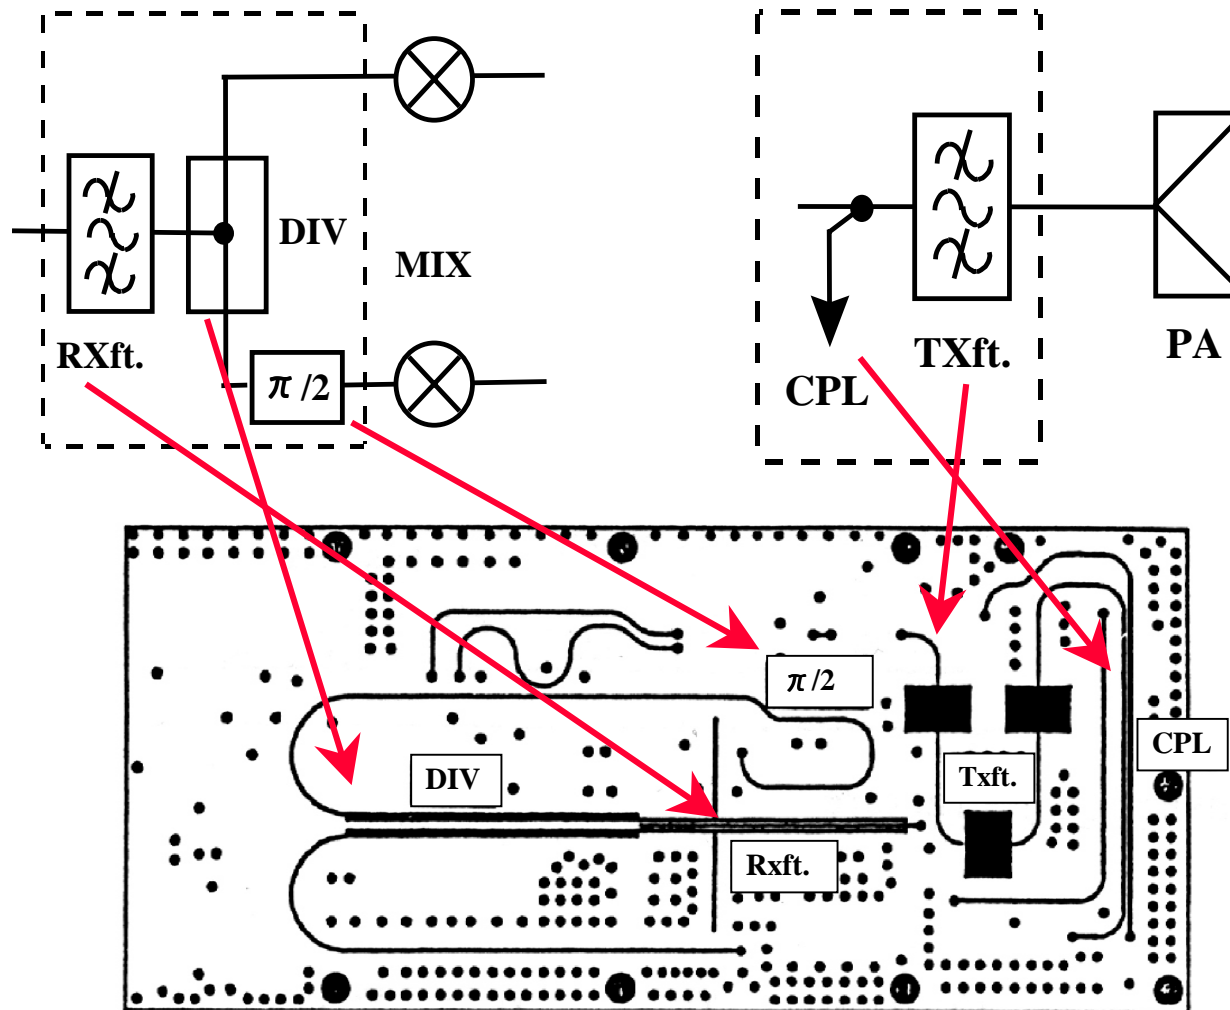 DIV
MIX
RXft.
π/2
CPL
TXft.
PA
π/2
DIV
Rxft.
Txft.
CPL